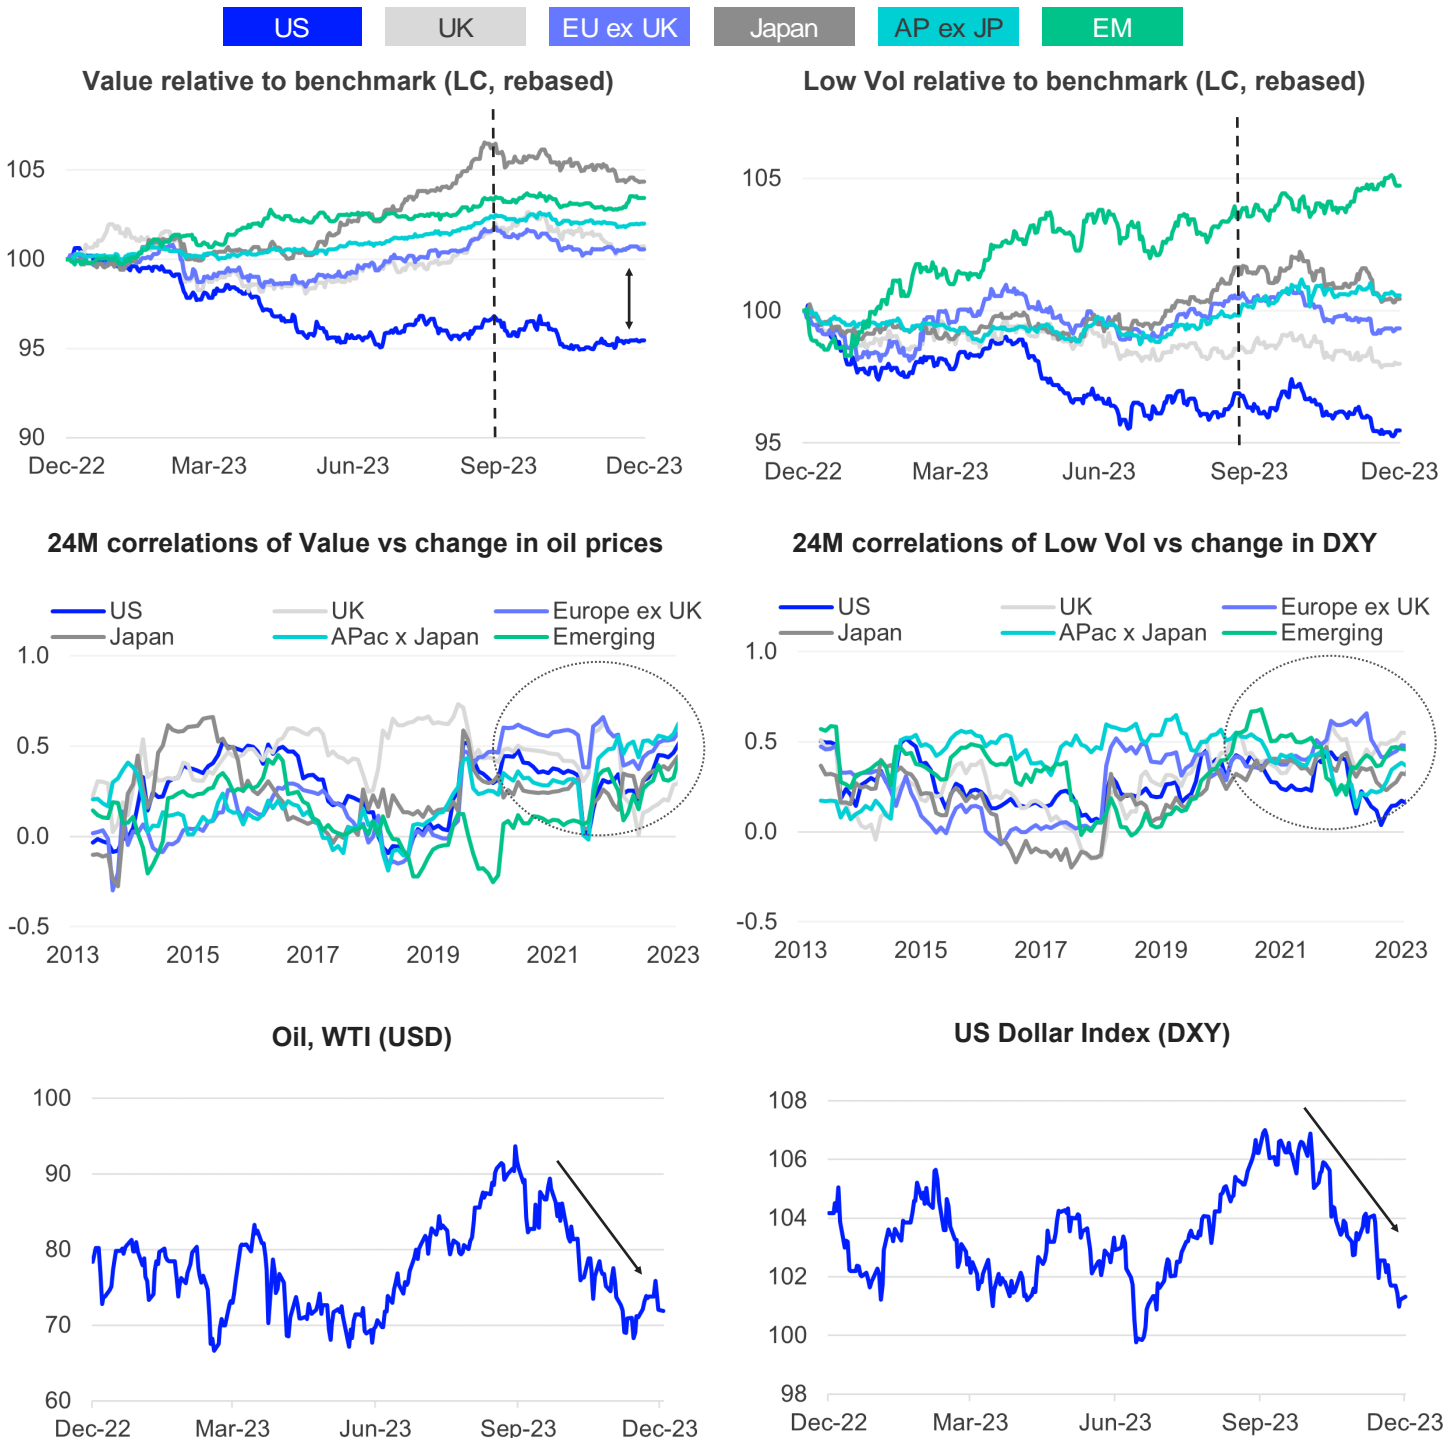 US UK EU ex UK Japan AP ex JP EM
Value relative to benchmark (LC, rebased)
105
100
95
90
Dec-22 Mar-23 Jun-23 Sep-23 Dec-23
Low Vol relative to benchmark (LC, rebased)
105
100
95
Dec-22 Mar-23 Jun-23 Sep-23 Dec-23
24M correlations of Value vs change in oil prices
US UK Europe ex UK
Japan APac x Japan Emerging
1.0
0.5
0.0
-0.5
2013 2015 2017 2019 2021 2023
24M correlations of Low Vol vs change in DXY
US UK Europe ex UK
Japan APac x Japan Emerging
1.0
0.5
0.0
-0.5
2013 2015 2017 2019 2021 2023
Oil, WTI (USD)
100
90
80
70
60
Dec-22 Mar-23 Jun-23 Sep-23 Dec-23
US Dollar Index (DXY)
108
106
104
102
100
98
Dec-22 Mar-23 Jun-23 Sep-23 Dec-23